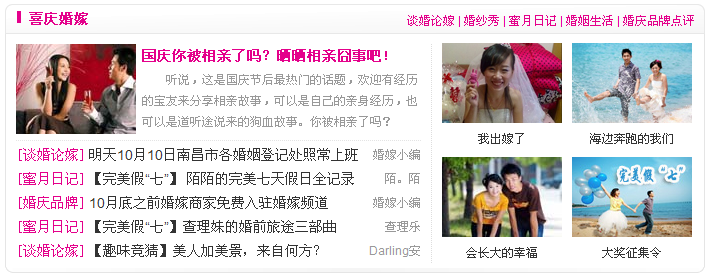 喜庆婚嫁
谈婚论嫁 | 婚纱秀 | 蜜月日记 | 婚姻生活 | 婚庆品牌点评
国庆你被相亲了吗？晒晒相亲囧事吧！
听说，这是国庆节后最热门的话题，欢迎有经历
的宝友来分享相亲故事，可以是自己的亲身经历，也
可以是道听途说来的狗血故事。你被相亲了吗？
[谈婚论嫁] 明天10月10日南昌市各婚姻登记处照常上班 婚嫁小编
[蜜月日记] 【完美假“七”】 陌陌的完美七天假日全记录 陌。陌
[婚庆品牌] 10月底之前婚嫁商家免费入驻婚嫁频道 婚嫁小编
[蜜月日记] 【完美假“七”】查理妹的婚前旅途三部曲 查理乐
[谈婚论嫁] 【趣味竞猜】美人加美景，来自何方？ Darling安
我出嫁了
海边奔跑的我们
完美假“七”
会长大的幸福
大奖征集令